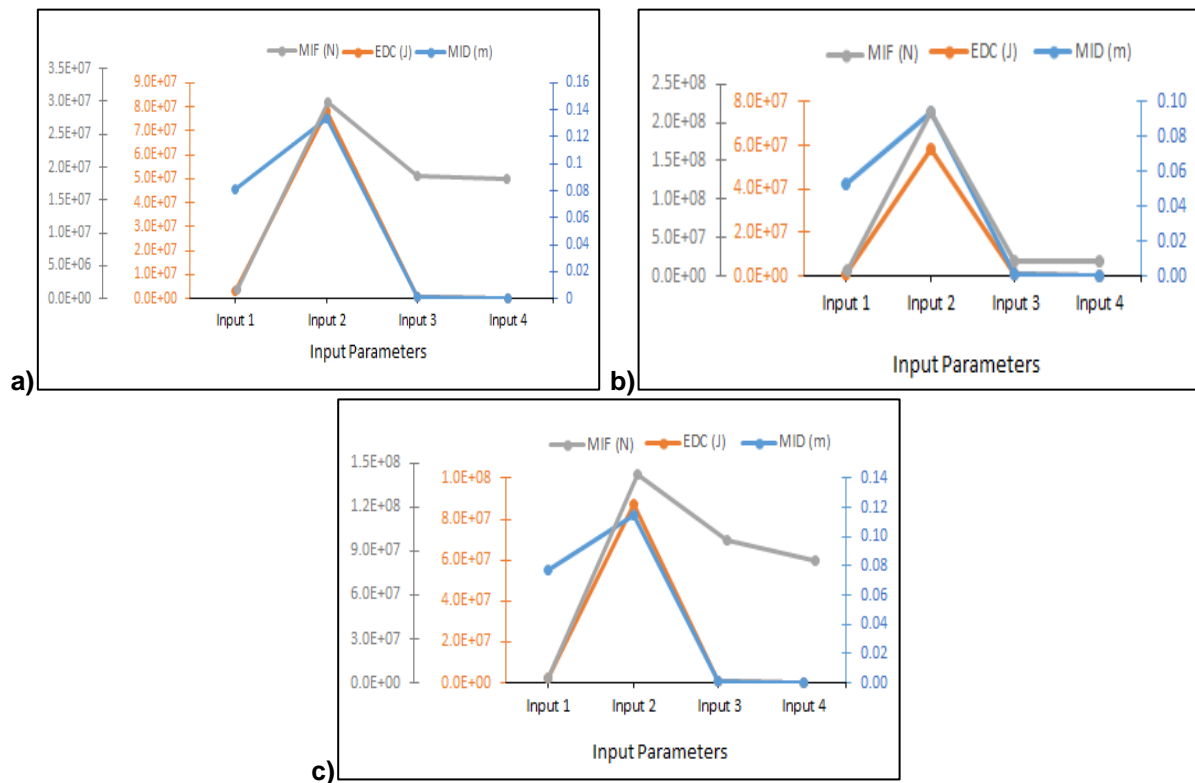 MIF (N) EDC (J) MID (m)
3.5E+07
3.0E+07
2.5E+07
2.0E+07
1.5E+07
1.0E+07
5.0E+06
0.0E+00
9.0E+07
8.0E+07
7.0E+07
6.0E+07
5.0E+07
4.0E+07
3.0E+07
2.0E+07
1.0E+07
0.0E+00
0.16
0.14
0.12
0.1
0.08
0.06
0.04
0.02
0
Input 1 Input 2 Input 3 Input 4
Input Parameters
a)
MIF (N) EDC (J) MID (m)
2.5E+08
2.0E+08
1.5E+08
1.0E+08
5.0E+07
0.0E+00
8.0E+07
6.0E+07
4.0E+07
2.0E+07
0.0E+00
0.10
0.08
0.06
0.04
0.02
0.00
Input 1 Input 2 Input 3 Input 4
Input Parameters
b)
MIF (N) EDC (J) MID (m)
1.5E+08
1.2E+08
9.0E+07
6.0E+07
3.0E+07
0.0E+00
1.0E+08
8.0E+07
6.0E+07
4.0E+07
2.0E+07
0.0E+00
0.14
0.12
0.10
0.08
0.06
0.04
0.02
0.00
Input 1 Input 2 Input 3 Input 4
Input Parameters
c)